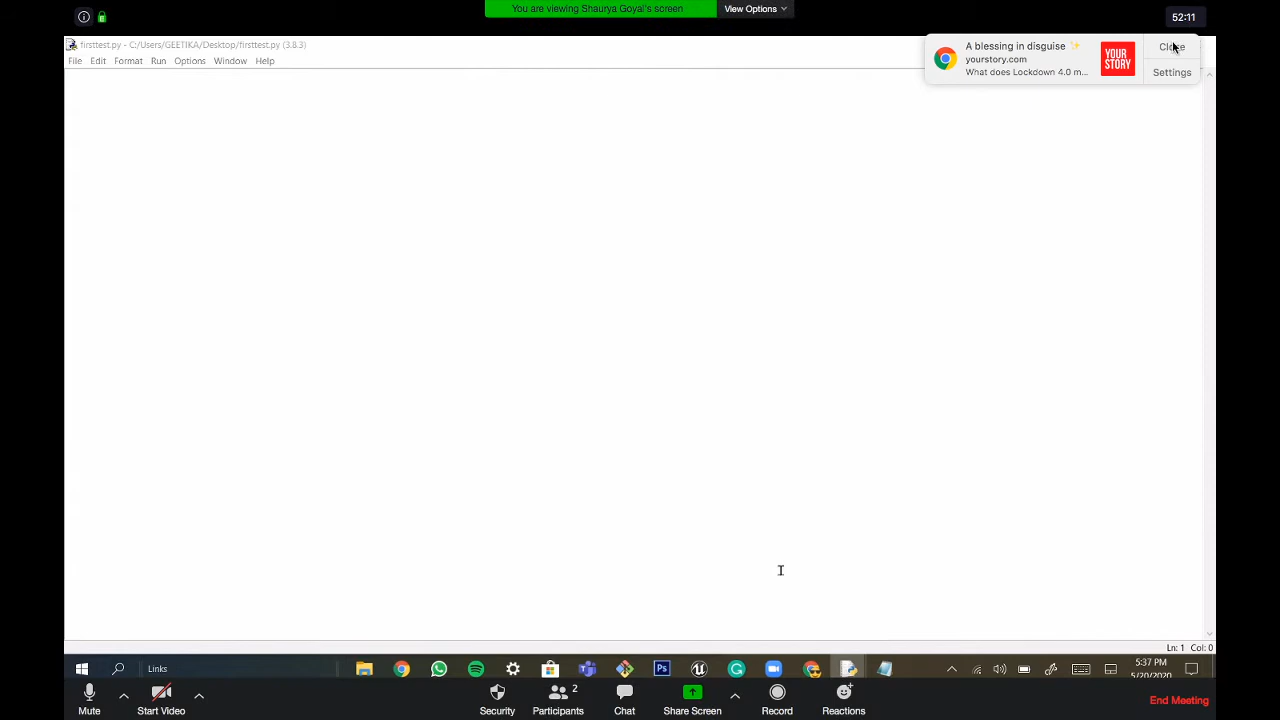 You are viewing Shaurya Goyal's screen
View Options
52:11
firsttest.py - C:/Users/GEETIKA/Desktop/firsttest.py (3.8.3)
File Edit Format Run Options Window Help
A blessing in disguise ✨
yourstory.com
What does Lockdown 4.0 m...
YOUR
STORY
Close
Settings
Ln: 1 Col: 0
Links
Ps
5:37 PM
5/20/2020
2
Mute
Start Video
Security
Participants
Chat
Share Screen
Record
Reactions
End Meeting